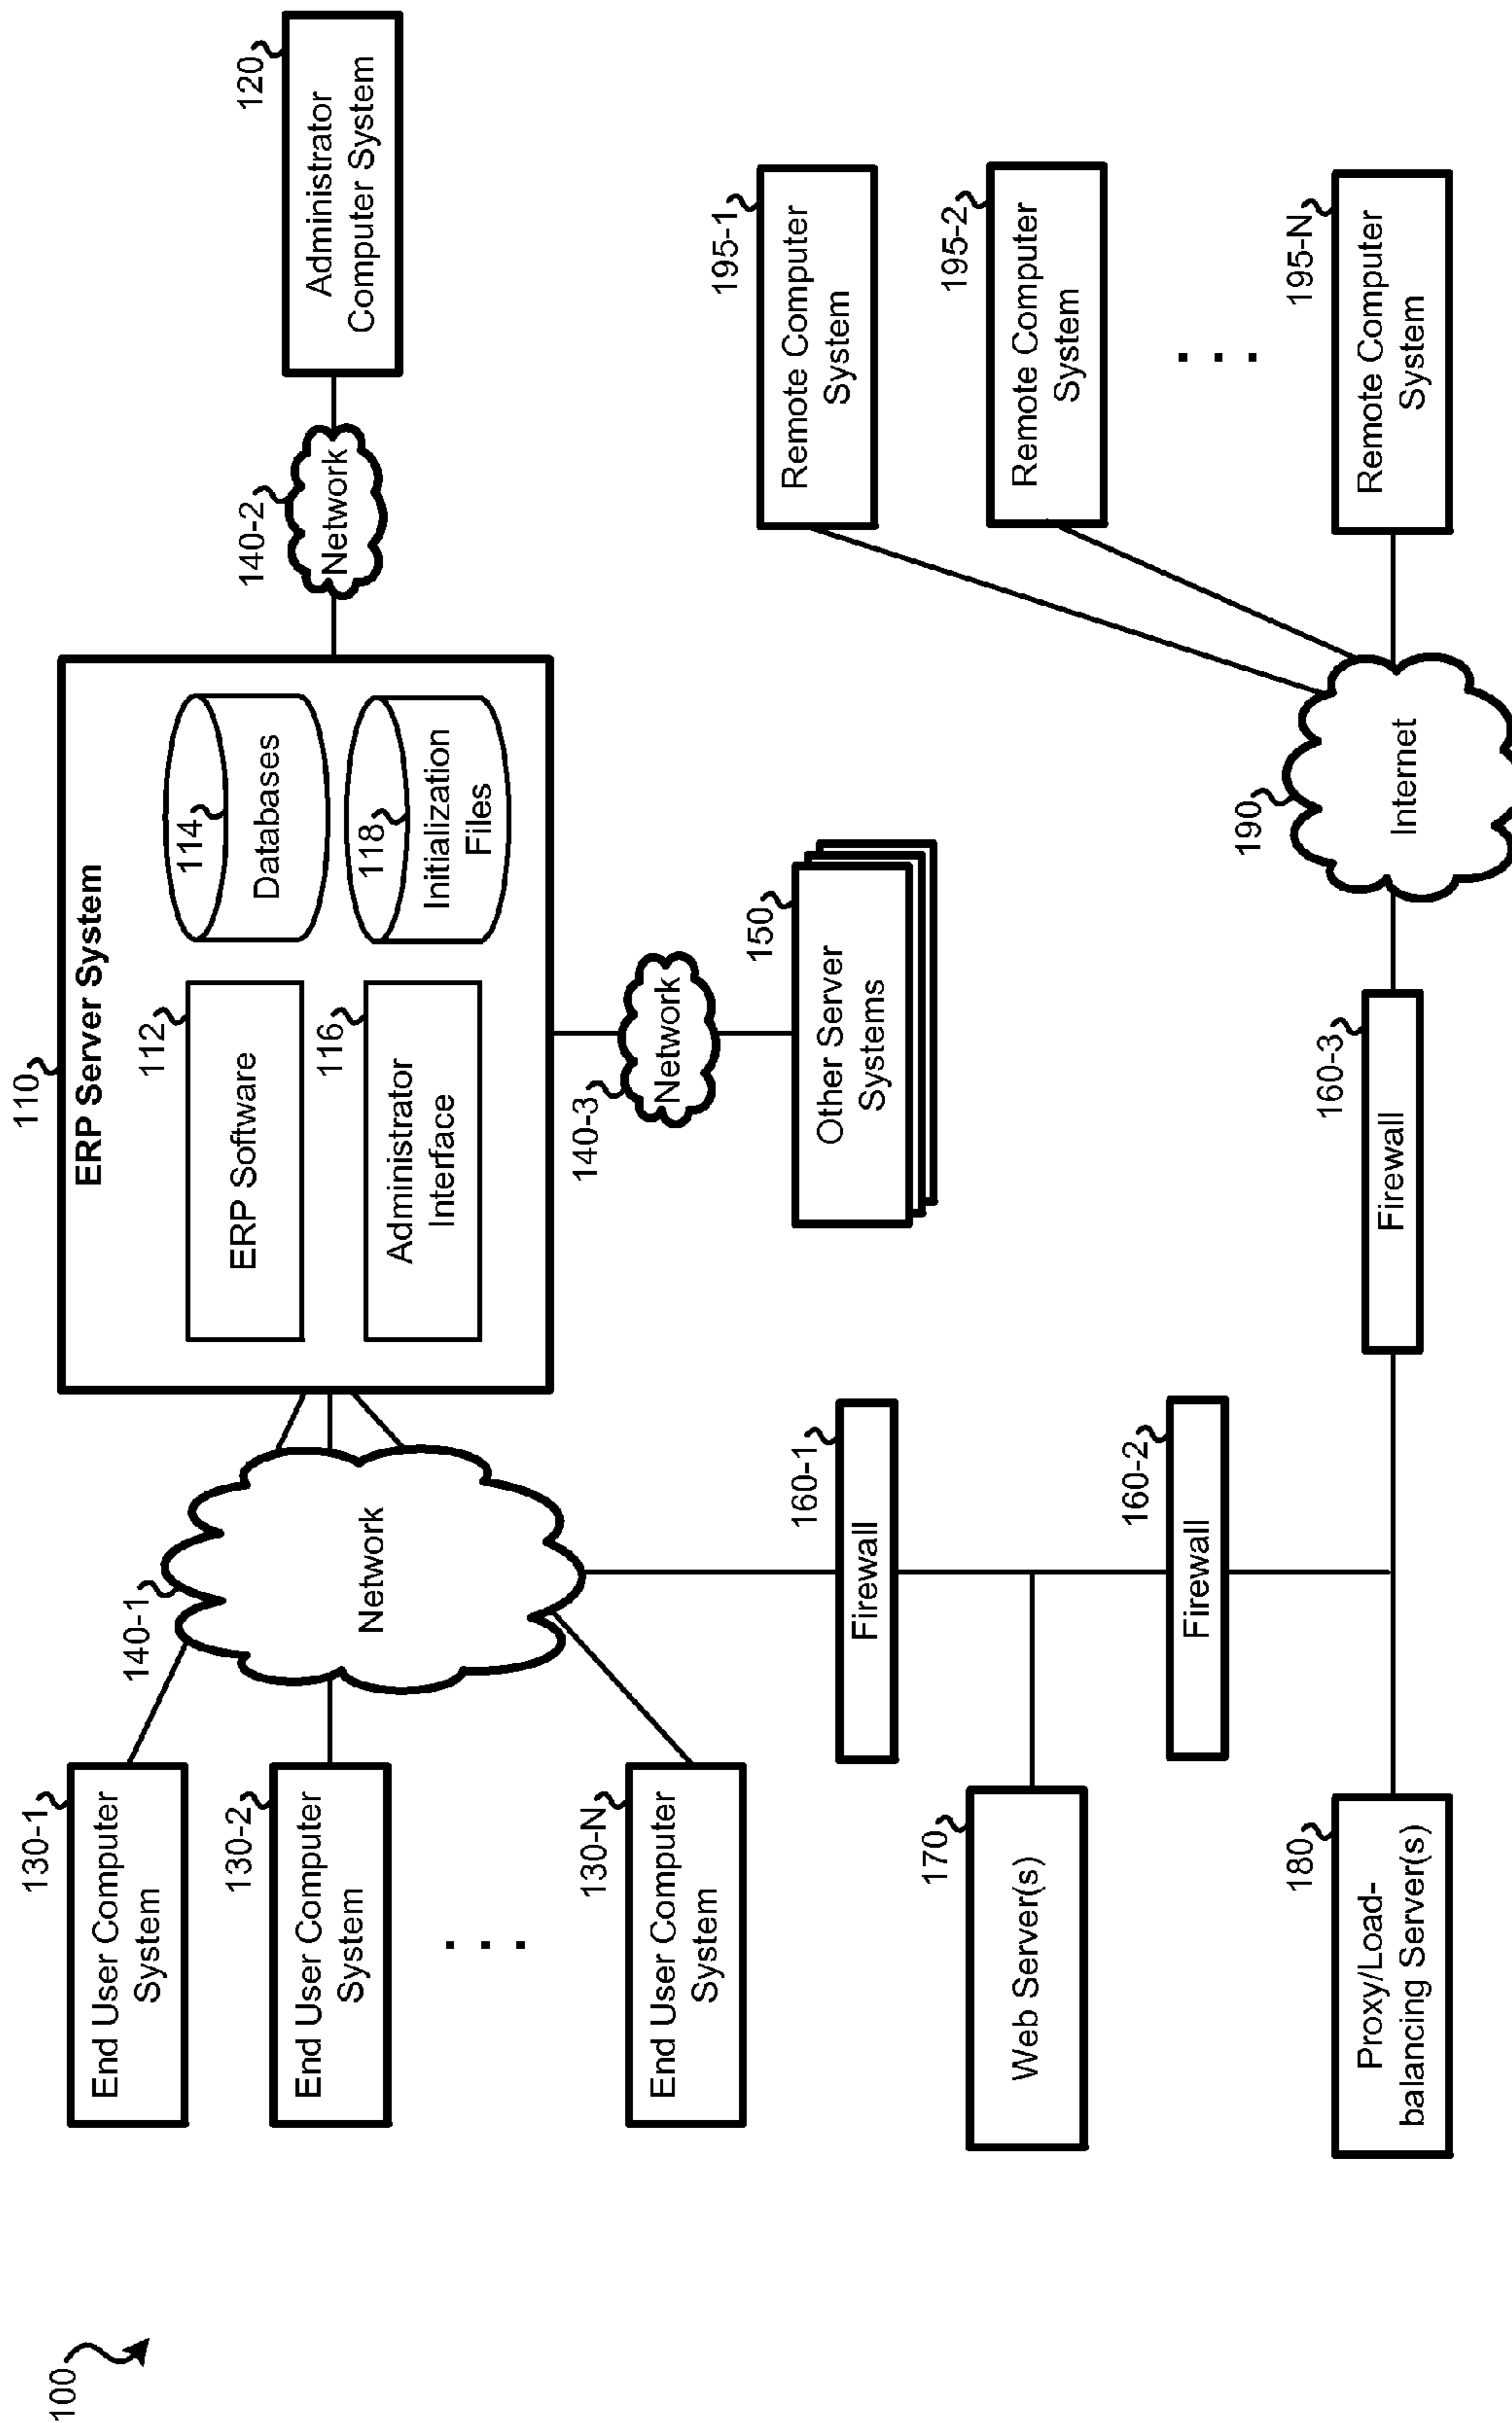 100
110
ERP Server System
112
ERP Software
114
Databases
116
Administrator
Interface
118
Initialization
Files
120
Administrator
Computer System
140-2
Network
130-1
End User Computer
System
130-2
End User Computer
System
. . .
130-N
End User Computer
System
140-1
Network
140-3
Network
150
Other Server
Systems
160-1
Firewall
170
Web Server(s)
160-2
Firewall
180
Proxy/Load-
balancing Server(s)
160-3
Firewall
190
Internet
195-1
Remote Computer
System
195-2
Remote Computer
System
. . .
195-N
Remote Computer
System